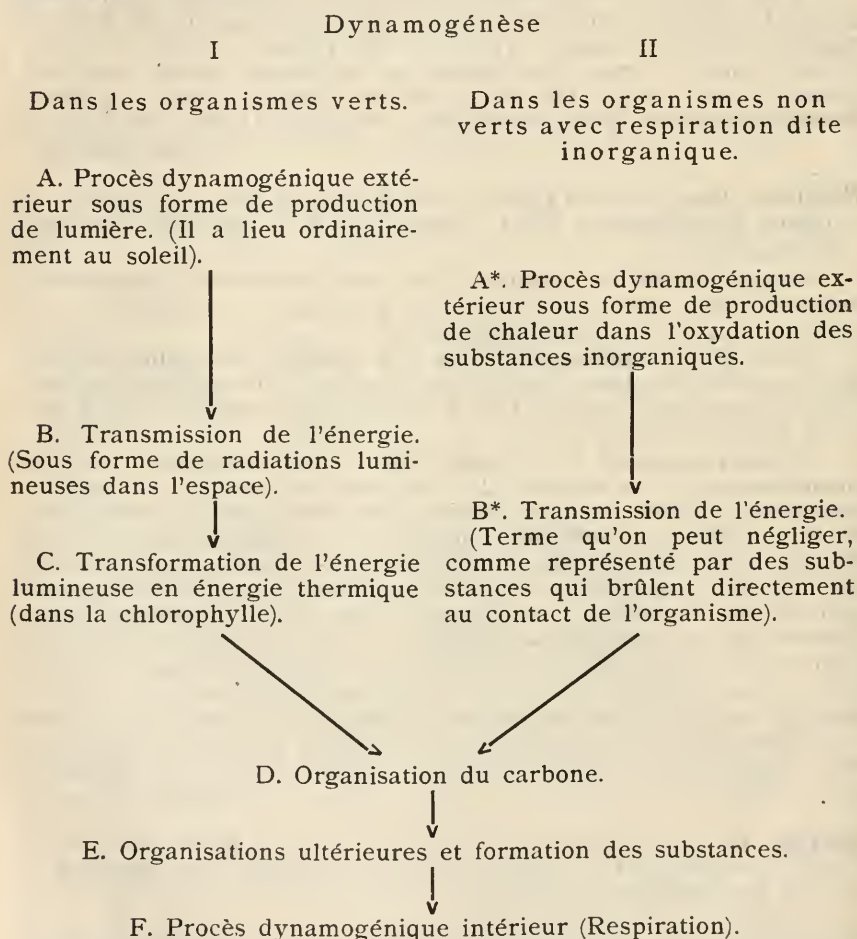 Dynamogénèse
I
Dans les organismes verts.
A. Procès dynamogénique exté-
rieur sous forme de production
de lumière. (Il a lieu ordinaire-
ment au soleil).
B. Transmission de l'énergie.
(Sous forme de radiations lumi-
neuses dans l'espace).
C. Transformation de l'énergie
lumineuse en énergie thermique
(dans la chlorophylle).
II
Dans les organismes non
verts avec respiration dite
inorganique.
A*. Procès dynamogénique ex-
térieur sous forme de production
de chaleur dans l'oxydation des
substances inorganiques.
B*. Transmission de l'énergie.
(Terme qu'on peut négliger,
comme représenté par des sub-
stances qui brûlent directement
au contact de l'organisme).
D. Organisation du carbone.
E. Organisations ultérieures et formation des substances.
F. Procès dynamogénique intérieur (Respiration).